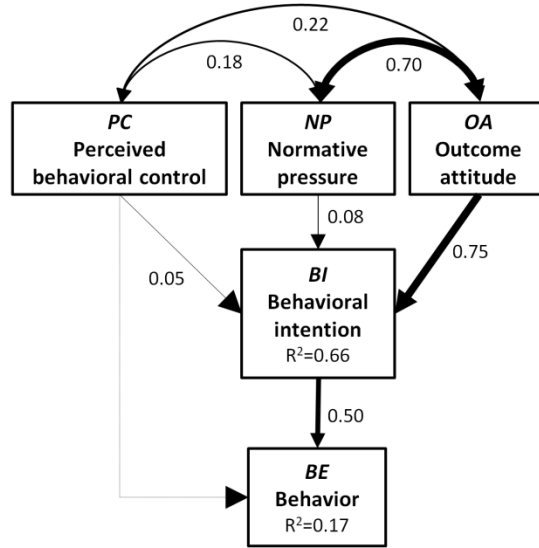 0.22
0.18
0.70
PC
Perceived
behavioral control
NP
Normative
pressure
OA
Outcome
attitude
0.05
0.08
0.75
BI
Behavioral
intention
R²=0.66
0.50
BE
Behavior
R²=0.17